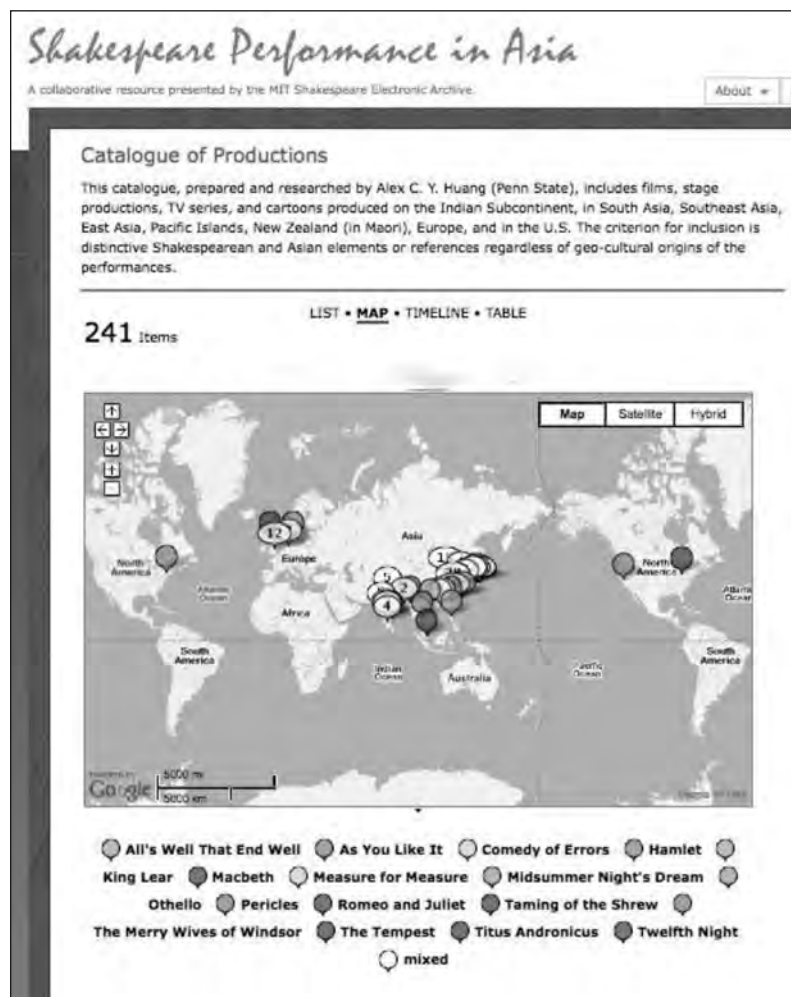 Shakespeare Performance in Asia
A collaborative resource presented by the MIT Shakespeare Electronic Archive.
About
Catalogue of Productions
This catalogue, prepared and researched by Alex C. Y. Huang (Penn State), includes films, stage
productions, TV series, and cartoons produced on the Indian Subcontinent, in South Asia, Southeast Asia,
East Asia, Pacific Islands, New Zealand (in Maori), Europe, and in the U.S. The criterion for inclusion is
distinctive Shakespearean and Asian elements or references regardless of geo-cultural origins of the
performances.
LIST • MAP • TIMELINE • TABLE
241 Items
Map Satellite Hybrid
12
Asia
Europe
North
America
North
America
5
2
4
Atlantic
Ocean
Africa
South
America
Indian
Ocean
Australia
Pacific
Ocean
South
America
Google
5000 mi
5000 km
All's Well That End Well As You Like It Comedy of Errors Hamlet
King Lear Macbeth Measure for Measure Midsummer Night's Dream
Othello Pericles Romeo and Juliet Taming of the Shrew
The Merry Wives of Windsor The Tempest Titus Andronicus Twelfth Night
mixed